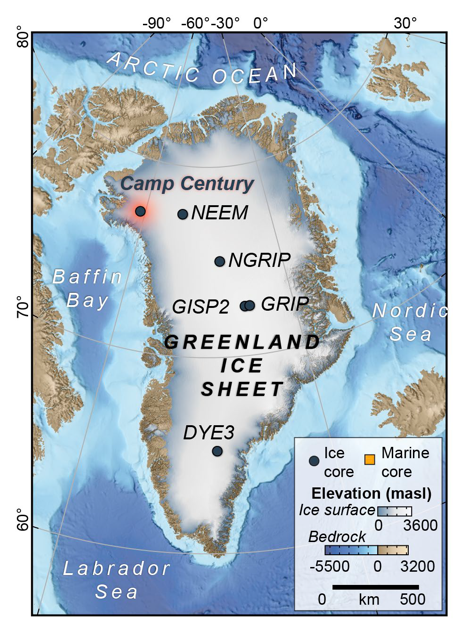 -90° -60° -30° 0° 30°
80°
ARCTIC OCEAN
Camp Century
NEEM
NGRIP
Baffin
Bay
GISP2
GRIP
70°
Nordic
Sea
GREENLAND
ICE
SHEET
DYE3
60°
Labrador
Sea
Ice
core
Marine
core
Elevation (masl)
Ice surface
0 3600
Bedrock
-5500 0 3200
0 km 500